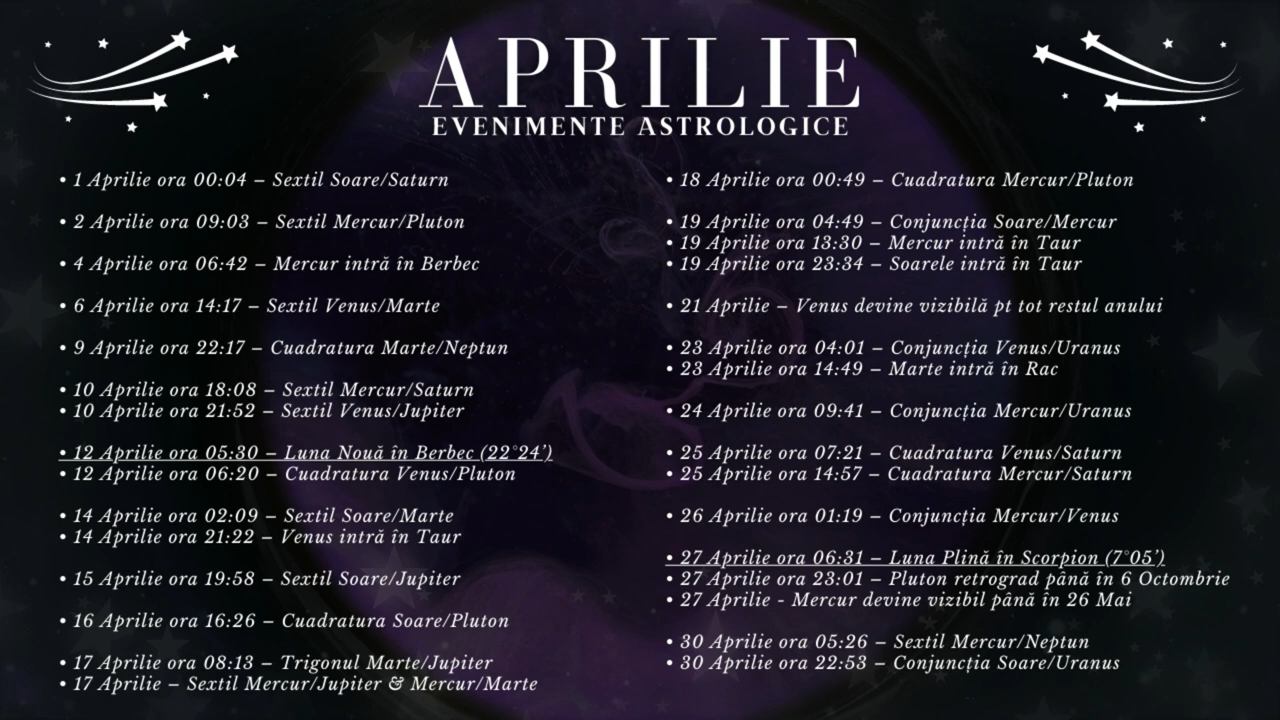 APRILIE
EVENIMENTE ASTROLOGICE
• 1 Aprilie ora 00:04 – Sextil Soare/Saturn
• 2 Aprilie ora 09:03 – Sextil Mercur/Pluton
• 4 Aprilie ora 06:42 – Mercur intră în Berbec
• 6 Aprilie ora 14:17 – Sextil Venus/Marte
• 9 Aprilie ora 22:17 – Cuadratura Marte/Neptun
• 10 Aprilie ora 18:08 – Sextil Mercur/Saturn
• 10 Aprilie ora 21:52 – Sextil Venus/Jupiter
• 12 Aprilie ora 05:30 – Luna Nouă în Berbec (22°24’)
• 12 Aprilie ora 06:20 – Cuadratura Venus/Pluton
• 14 Aprilie ora 02:09 – Sextil Soare/Marte
• 14 Aprilie ora 21:22 – Venus intră în Taur
• 15 Aprilie ora 19:58 – Sextil Soare/Jupiter
• 16 Aprilie ora 16:26 – Cuadratura Soare/Pluton
• 17 Aprilie ora 08:13 – Trigonul Marte/Jupiter
• 17 Aprilie – Sextil Mercur/Jupiter & Mercur/Marte
• 18 Aprilie ora 00:49 – Cuadratura Mercur/Pluton
• 19 Aprilie ora 04:49 – Conjuncția Soare/Mercur
• 19 Aprilie ora 13:30 – Mercur intră în Taur
• 19 Aprilie ora 23:34 – Soarele intră în Taur
• 21 Aprilie – Venus devine vizibilă pt tot restul anului
• 23 Aprilie ora 04:01 – Conjuncția Venus/Uranus
• 23 Aprilie ora 14:49 – Marte intră în Rac
• 24 Aprilie ora 09:41 – Conjuncția Mercur/Uranus
• 25 Aprilie ora 07:21 – Cuadratura Venus/Saturn
• 25 Aprilie ora 14:57 – Cuadratura Mercur/Saturn
• 26 Aprilie ora 01:19 – Conjuncția Mercur/Venus
• 27 Aprilie ora 06:31 – Luna Plină în Scorpion (7°05’)
• 27 Aprilie ora 23:01 – Pluton retrograd până în 6 Octombrie
• 27 Aprilie - Mercur devine vizibil până în 26 Mai
• 30 Aprilie ora 05:26 – Sextil Mercur/Neptun
• 30 Aprilie ora 22:53 – Conjuncția Soare/Uranus